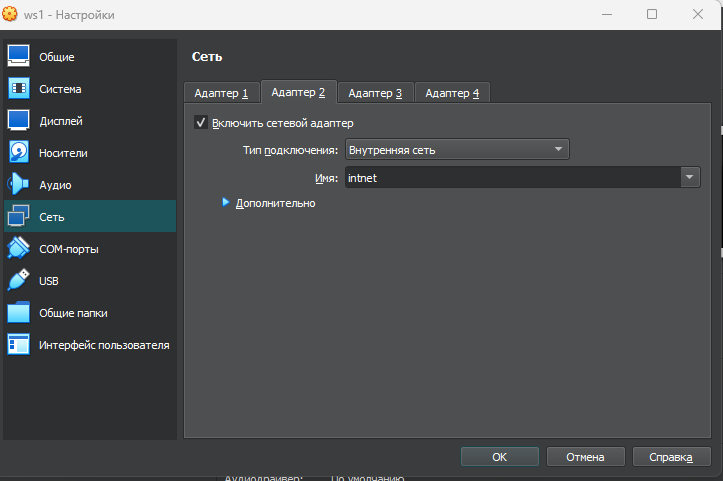 ws1 - Настройки
Общие
Система
Дисплей
Носители
Аудио
Сеть
COM-порты
USB
Общие папки
Интерфейс пользователя
Сеть
Адаптер 1 Адаптер 2 Адаптер 3 Адаптер 4
Включить сетевой адаптер
Тип подключения: Внутренняя сеть
Имя: intnet
Дополнительно
OK Отмена Справка
Аудиодрайвер: По умолчанию